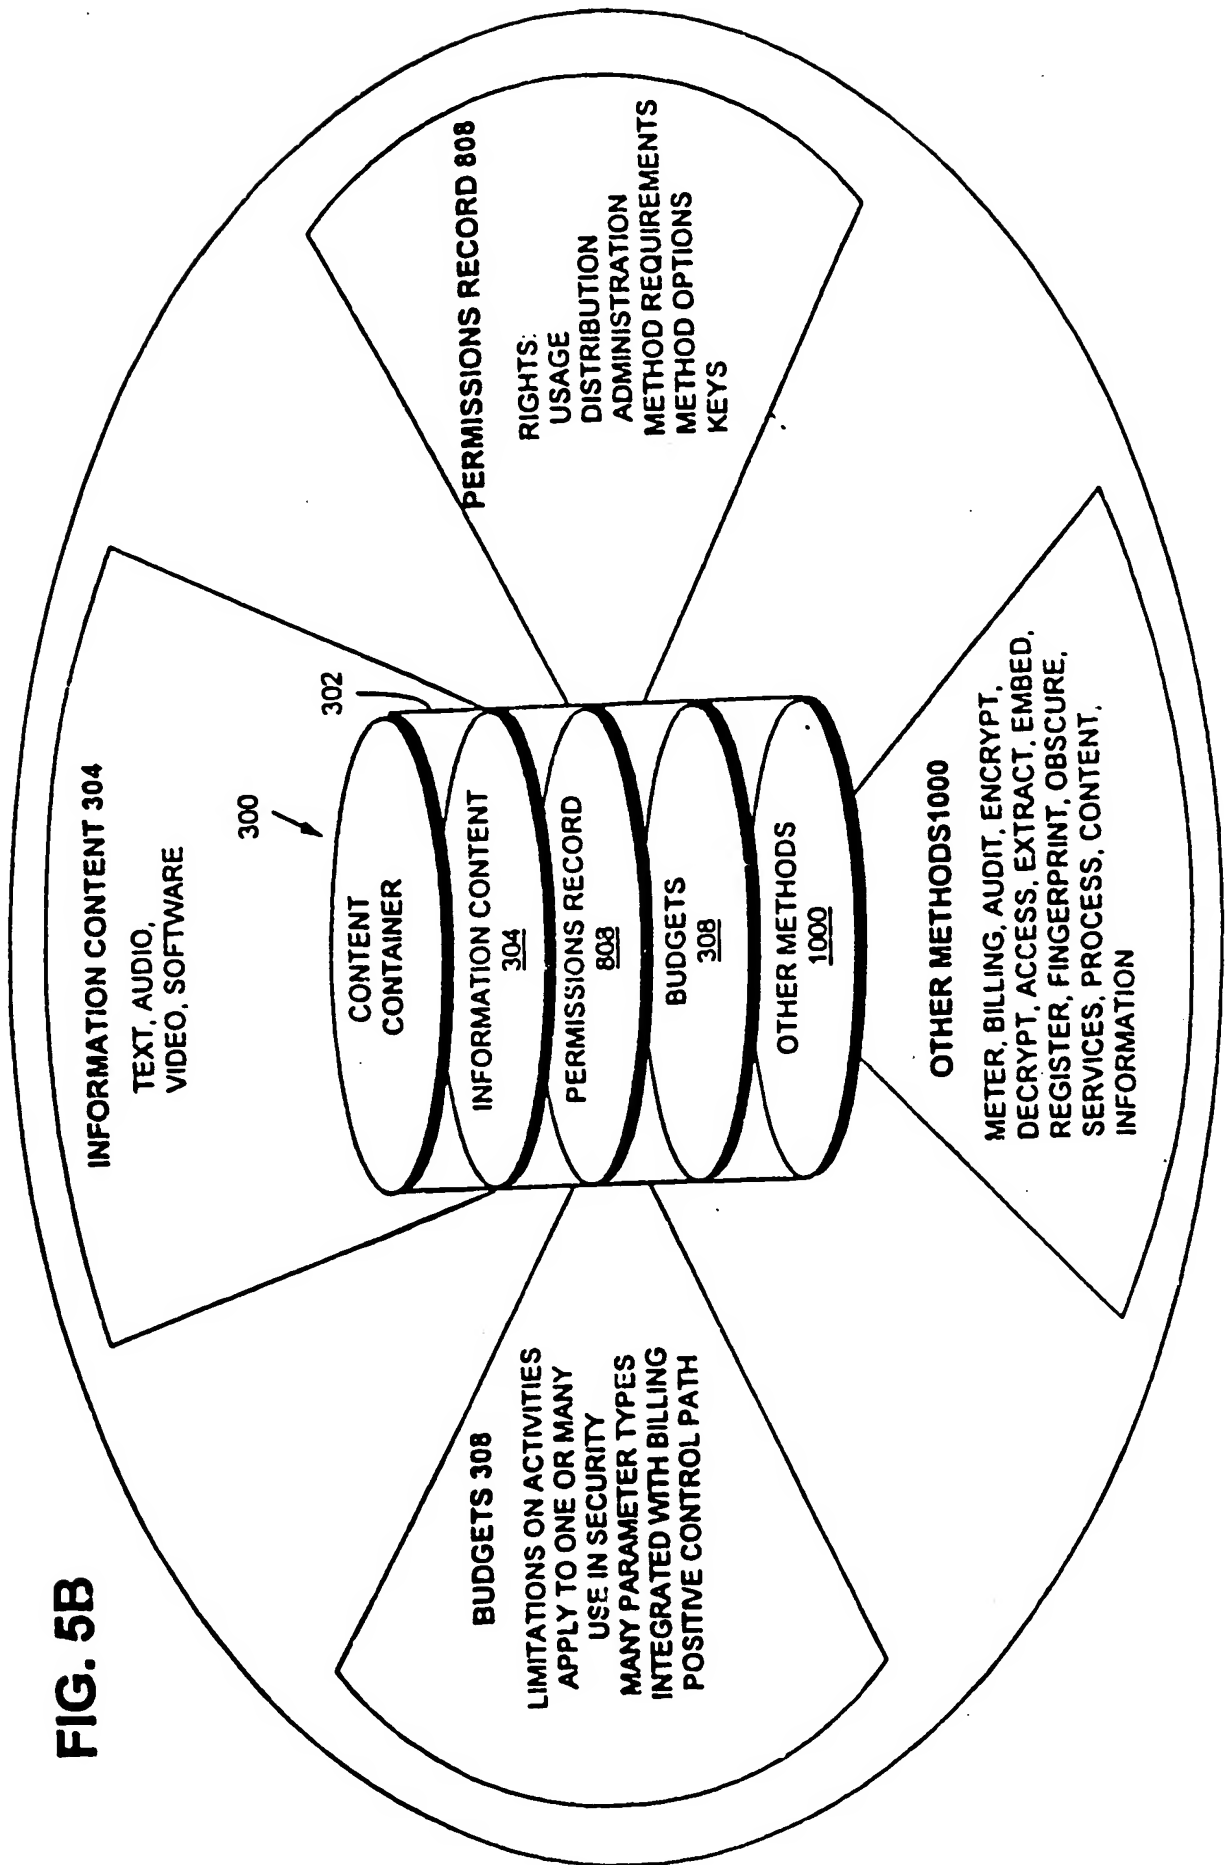 FIG. 5B
INFORMATION CONTENT 304
TEXT, AUDIO,
VIDEO, SOFTWARE
300
302
CONTENT
CONTAINER
INFORMATION CONTENT
304
PERMISSIONS RECORD
808
BUDGETS
308
OTHER METHODS
1000
BUDGETS 308
LIMITATIONS ON ACTIVITIES
APPLY TO ONE OR MANY
USE IN SECURITY
MANY PARAMETER TYPES
INTEGRATED WITH BILLING
POSITIVE CONTROL PATH
PERMISSIONS RECORD 808
RIGHTS:
USAGE
DISTRIBUTION
ADMINISTRATION
METHOD REQUIREMENTS
METHOD OPTIONS
KEYS
OTHER METHODS1000
METER, BILLING, AUDIT, ENCRYPT,
DECRYPT, ACCESS, EXTRACT, EMBED,
REGISTER, FINGERPRINT, OBSCURE,
SERVICES, PROCESS, CONTENT,
INFORMATION